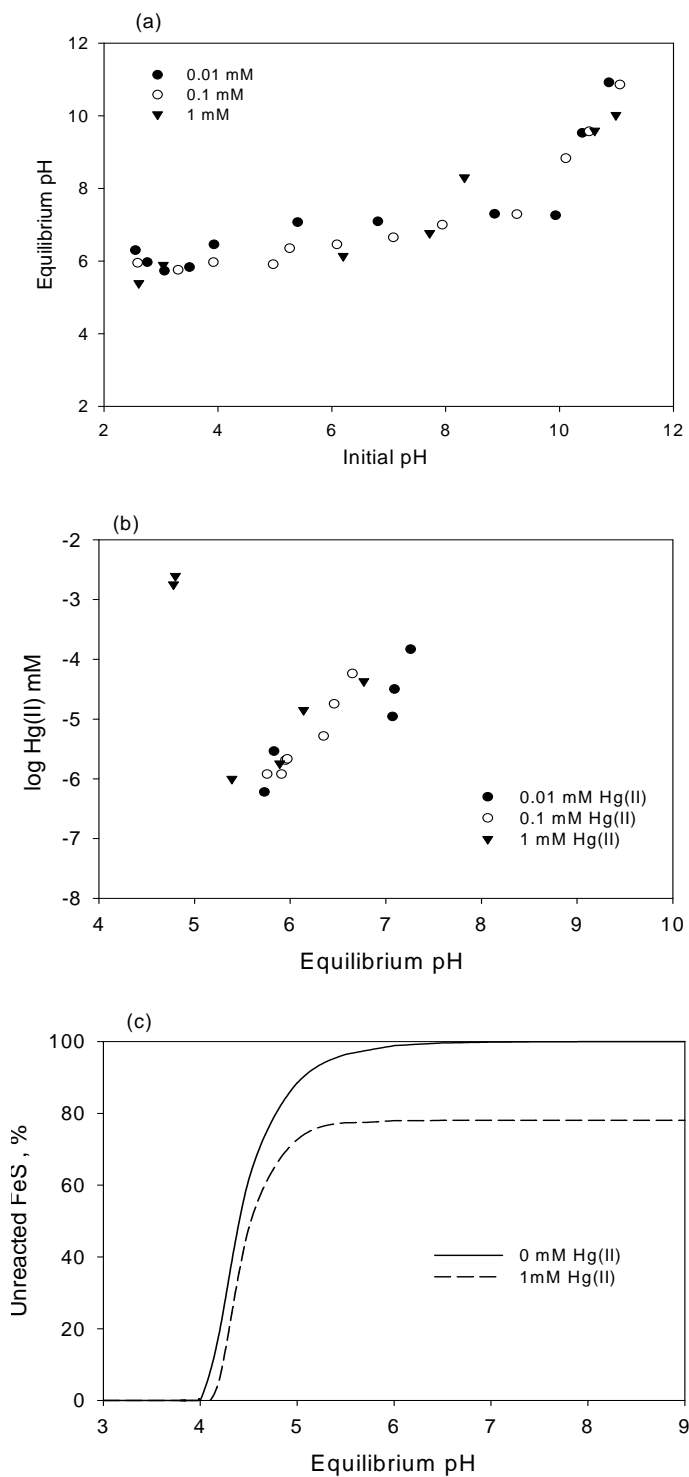 (a)
12
10
8
6
4
2
Equilibrium pH
0.01 mM
0.1 mM
1 mM
2 4 6 8 10 12
Initial pH
(b)
-2
-3
-4
-5
-6
-7
-8
log Hg(II) mM
0.01 mM Hg(II)
0.1 mM Hg(II)
1 mM Hg(II)
4 5 6 7 8 9 10
Equilibrium pH
(c)
100
80
60
40
20
0
Unreacted FeS , %
0 mM Hg(II)
1mM Hg(II)
3 4 5 6 7 8 9
Equilibrium pH